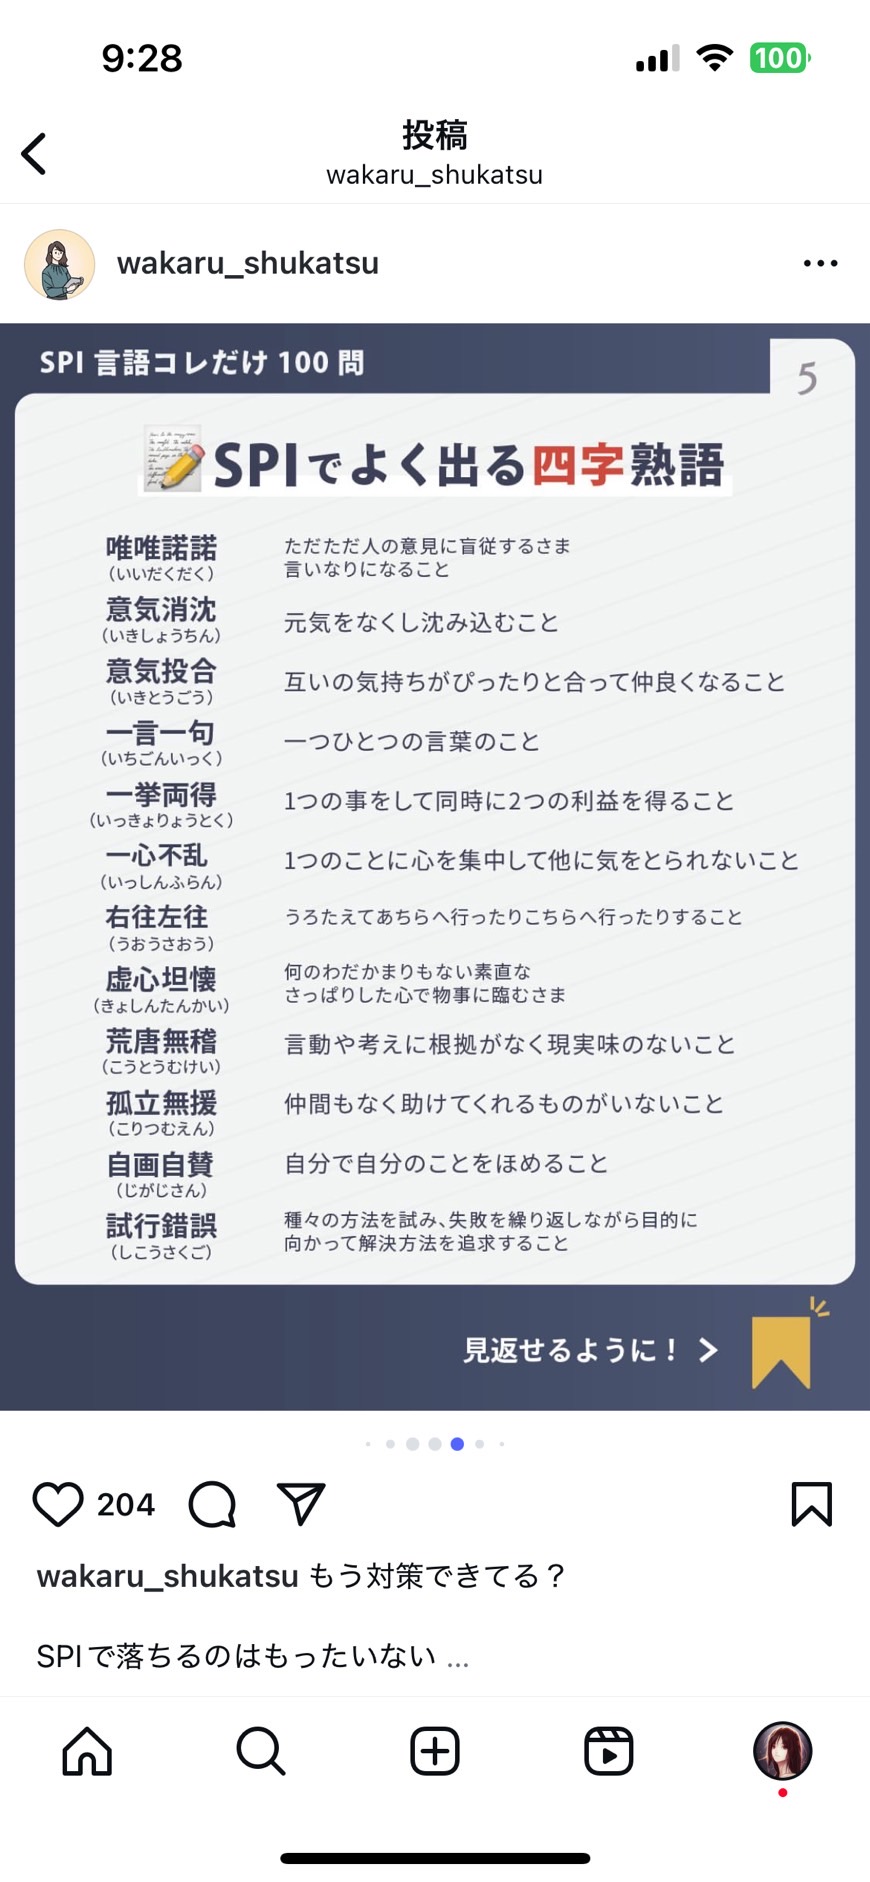 9:28
100
投稿
wakaru_shukatsu
wakaru_shukatsu
SPI 言語コレだけ 100 問
5
SPIでよく出る四字熟語
唯唯諾諾
（いいだくだく）
ただただ人の意見に盲従するさま
言いなりになること
意気消沈
（いきしょうちん）
元気をなくし沈み込むこと
意気投合
（いきとうごう）
互いの気持ちがぴったりと合って仲良くなること
一言一句
（いちごんいっく）
一つひとつの言葉のこと
一挙両得
（いっきょりょうとく）
1つの事をして同時に2つの利益を得ること
一心不乱
（いっしんふらん）
1つのことに心を集中して他に気をとられないこと
右往左往
（うおうさおう）
うろたえてあちらへ行ったりこちらへ行ったりすること
虚心坦懐
（きょしんたんかい）
何のわだかまりもない素直な
さっぱりした心で物事に臨むさま
荒唐無稽
（こうとうむけい）
言動や考えに根拠がなく現実味のないこと
孤立無援
（こりつむえん）
仲間もなく助けてくれるものがいないこと
自画自賛
（じがじさん）
自分で自分のことをほめること
試行錯誤
（しこうさくご）
種々の方法を試み、失敗を繰り返しながら目的に
向かって解決方法を追求すること
見返せるように！
204
wakaru_shukatsu もう対策できてる？
SPIで落ちるのはもったいない ...